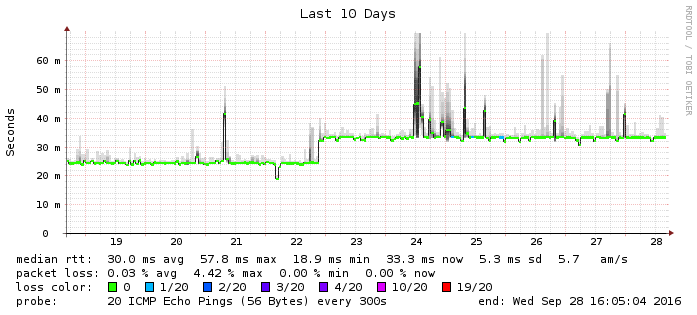 Last 10 Days
RRDTOOL / TOBI OETIKER
Seconds
60 m
50 m
40 m
30 m
20 m
10 m
0
19 20 21 22 23 24 25 26 27 28
median rtt: 30.0 ms avg 57.8 ms max 18.9 ms min 33.3 ms now 5.3 ms sd 5.7 am/s
packet loss: 0.03 % avg 4.42 % max 0.00 % min 0.00 % now
loss color: 0 1/20 2/20 3/20 4/20 10/20 19/20
probe: 20 ICMP Echo Pings (56 Bytes) every 300s end: Wed Sep 28 16:05:04 2016